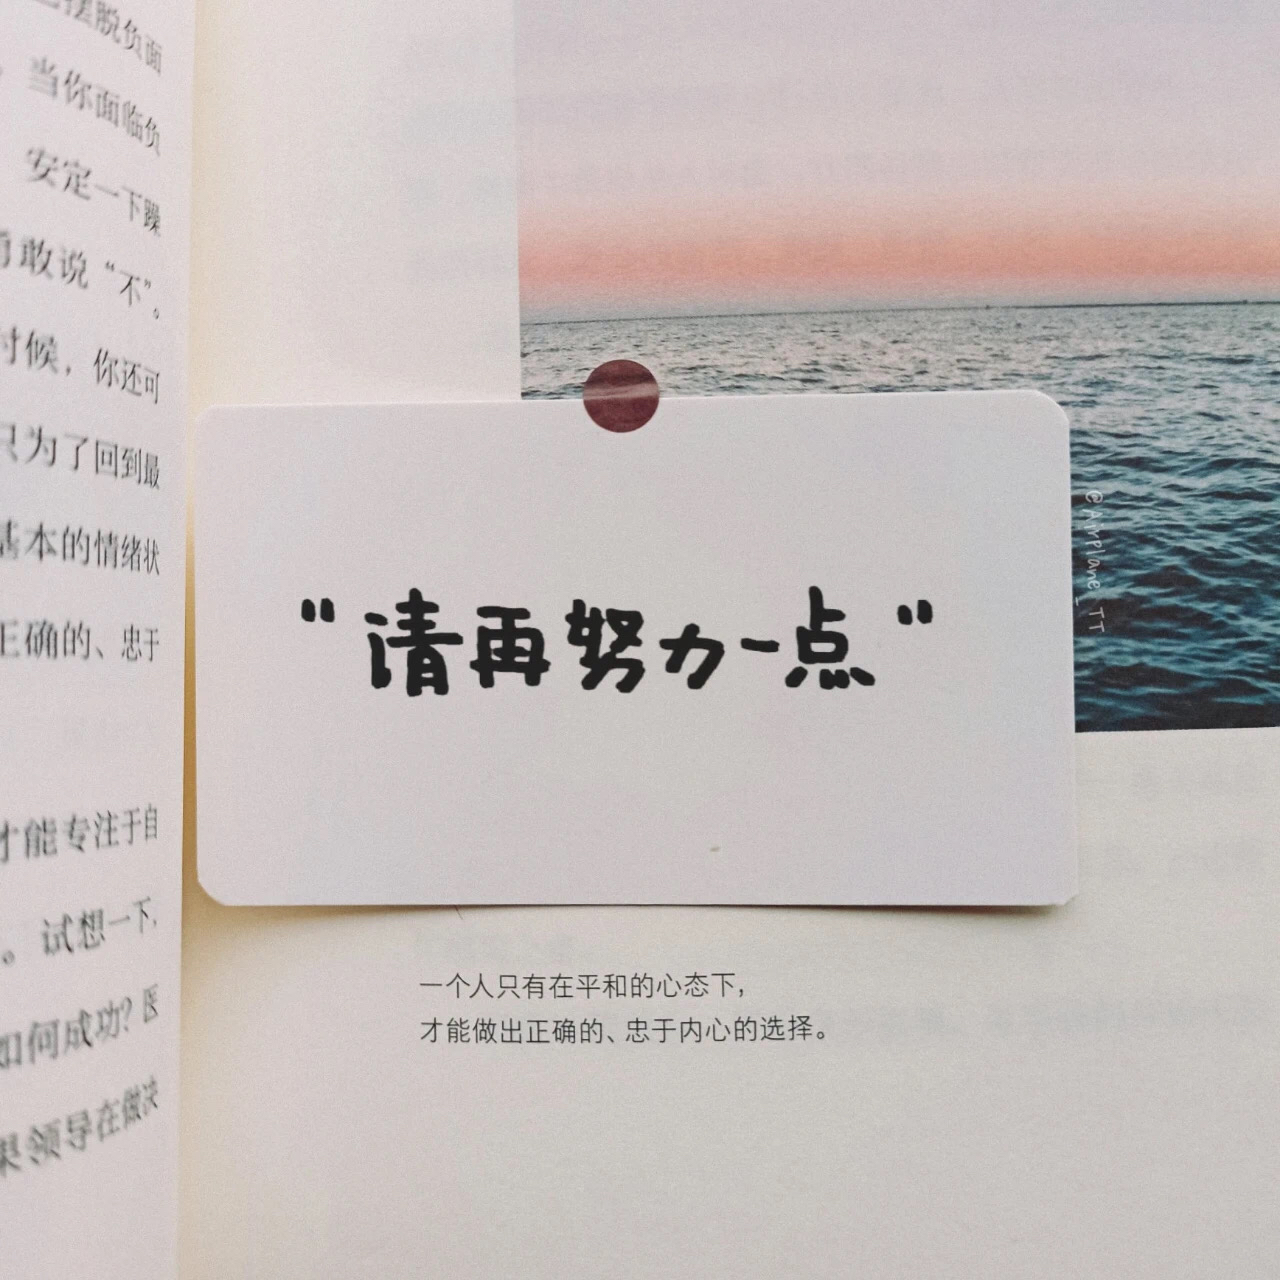 摆脱负面
当你面临负
安定一下躁
勇敢说“不”。
时候，你还可
只为了回到最
基本的情绪状
正确的、忠于
才能专注于自
。试想一下，
如何成功？医
果领导在做决
“请再努力一点”
@Airplane_TT
一个人只有在平和的心态下，
才能做出正确的、忠于内心的选择。